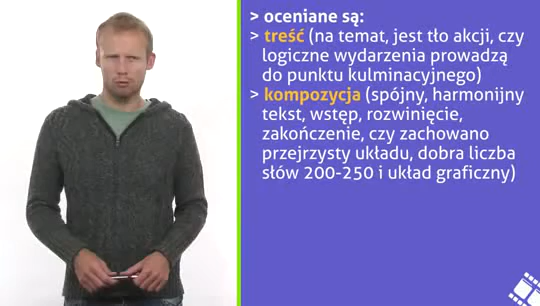 > oceniane są:
> treść (na temat, jest tło akcji, czy
logiczne wydarzenia prowadzą
do punktu kulminacyjnego)
> kompozycja (spójny, harmonijny
tekst, wstęp, rozwinięcie,
zakończenie, czy zachowano
przejrzysty układu, dobra liczba
słów 200-250 i układ graficzny)